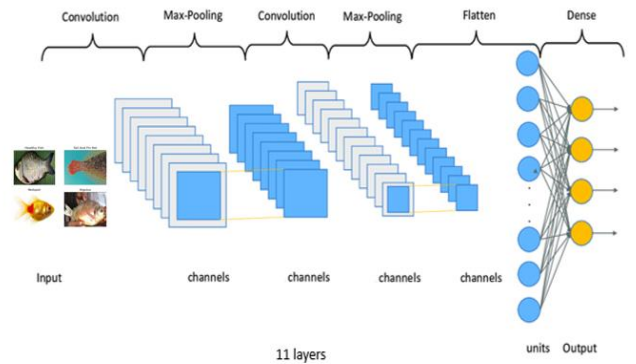 Convolution Max-Pooling Convolution Max-Pooling Flatten Dense
Input channels channels channels channels
units Output
11 layers